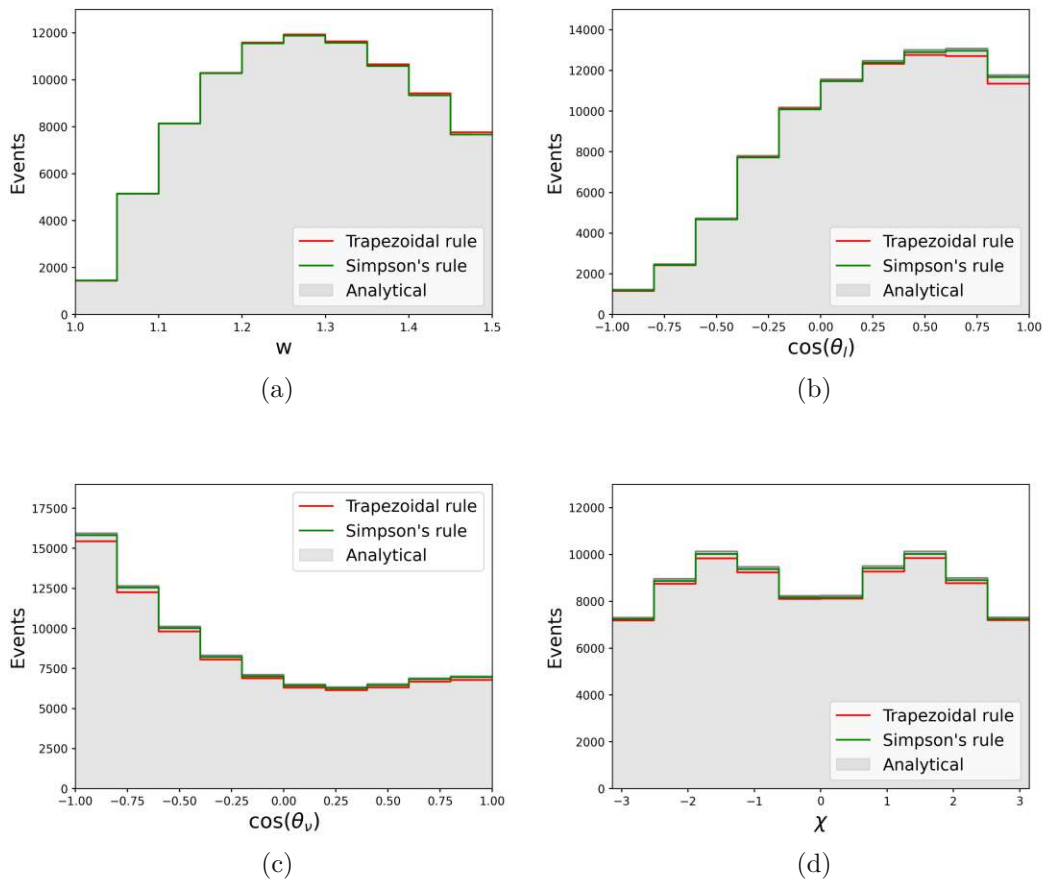 12000
10000
8000
6000
4000
2000
0
Events
1.0 1.1 1.2 1.3 1.4 1.5
w
Trapezoidal rule
Simpson's rule
Analytical
(a)
14000
12000
10000
8000
6000
4000
2000
0
Events
−1.00 −0.75 −0.50 −0.25 0.00 0.25 0.50 0.75 1.00
cos(θ_l)
Trapezoidal rule
Simpson's rule
Analytical
(b)
17500
15000
12500
10000
7500
5000
2500
0
Events
−1.00 −0.75 −0.50 −0.25 0.00 0.25 0.50 0.75 1.00
cos(θ_ν)
Trapezoidal rule
Simpson's rule
Analytical
(c)
12000
10000
8000
6000
4000
2000
0
Events
−3 −2 −1 0 1 2 3
χ
Trapezoidal rule
Simpson's rule
Analytical
(d)